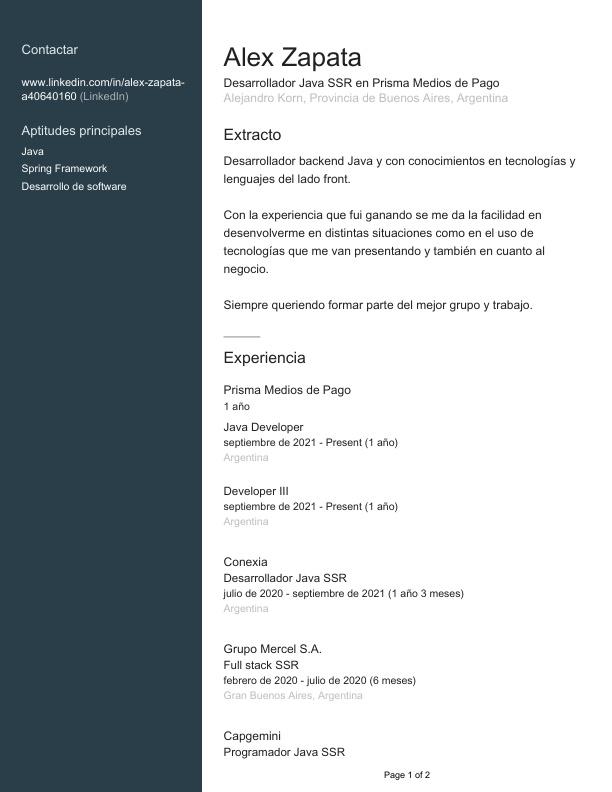 Contactar
www.linkedin.com/in/alex-zapata-
a40640160 (LinkedIn)
Aptitudes principales
Java
Spring Framework
Desarrollo de software
Alex Zapata
Desarrollador Java SSR en Prisma Medios de Pago
Alejandro Korn, Provincia de Buenos Aires, Argentina
Extracto
Desarrollador backend Java y con conocimientos en tecnologías y
lenguajes del lado front.
Con la experiencia que fui ganando se me da la facilidad en
desenvolverme en distintas situaciones como en el uso de
tecnologías que me van presentando y también en cuanto al
negocio.
Siempre queriendo formar parte del mejor grupo y trabajo.
Experiencia
Prisma Medios de Pago
1 año
Java Developer
septiembre de 2021 - Present (1 año)
Argentina
Developer III
septiembre de 2021 - Present (1 año)
Argentina
Conexia
Desarrollador Java SSR
julio de 2020 - septiembre de 2021 (1 año 3 meses)
Argentina
Grupo Mercel S.A.
Full stack SSR
febrero de 2020 - julio de 2020 (6 meses)
Gran Buenos Aires, Argentina
Capgemini
Programador Java SSR
Page 1 of 2